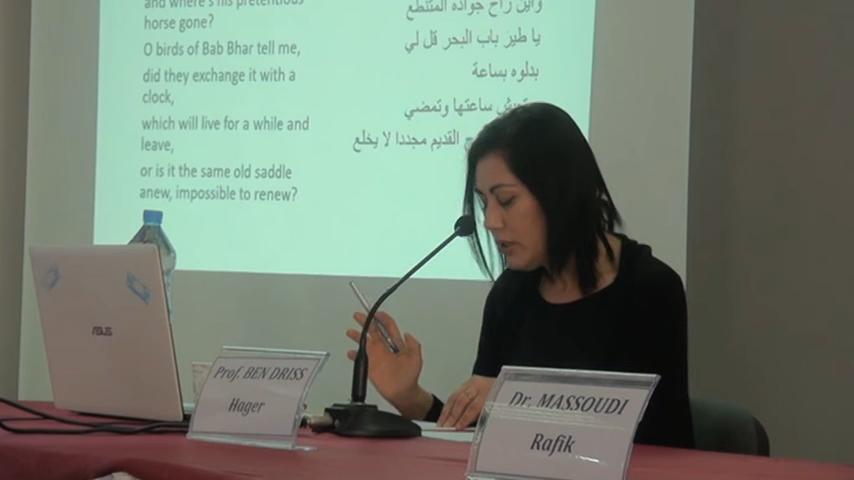 and where's his pretentious
horse gone?
O birds of Bab Bhar tell me,
did they exchange it with a
clock,
which will live for a while and
leave,
or is it the same old saddle
anew, impossible to renew?
وأين راح جواده المتنطع
يا طير باب البحر قل لي
بدلوه بساعة
ساعتها وتمضي
القديم مجددا لا يخلع
ASUS
Prof. BEN DRISS
Hager
Dr. MASSOUDI
Rafik